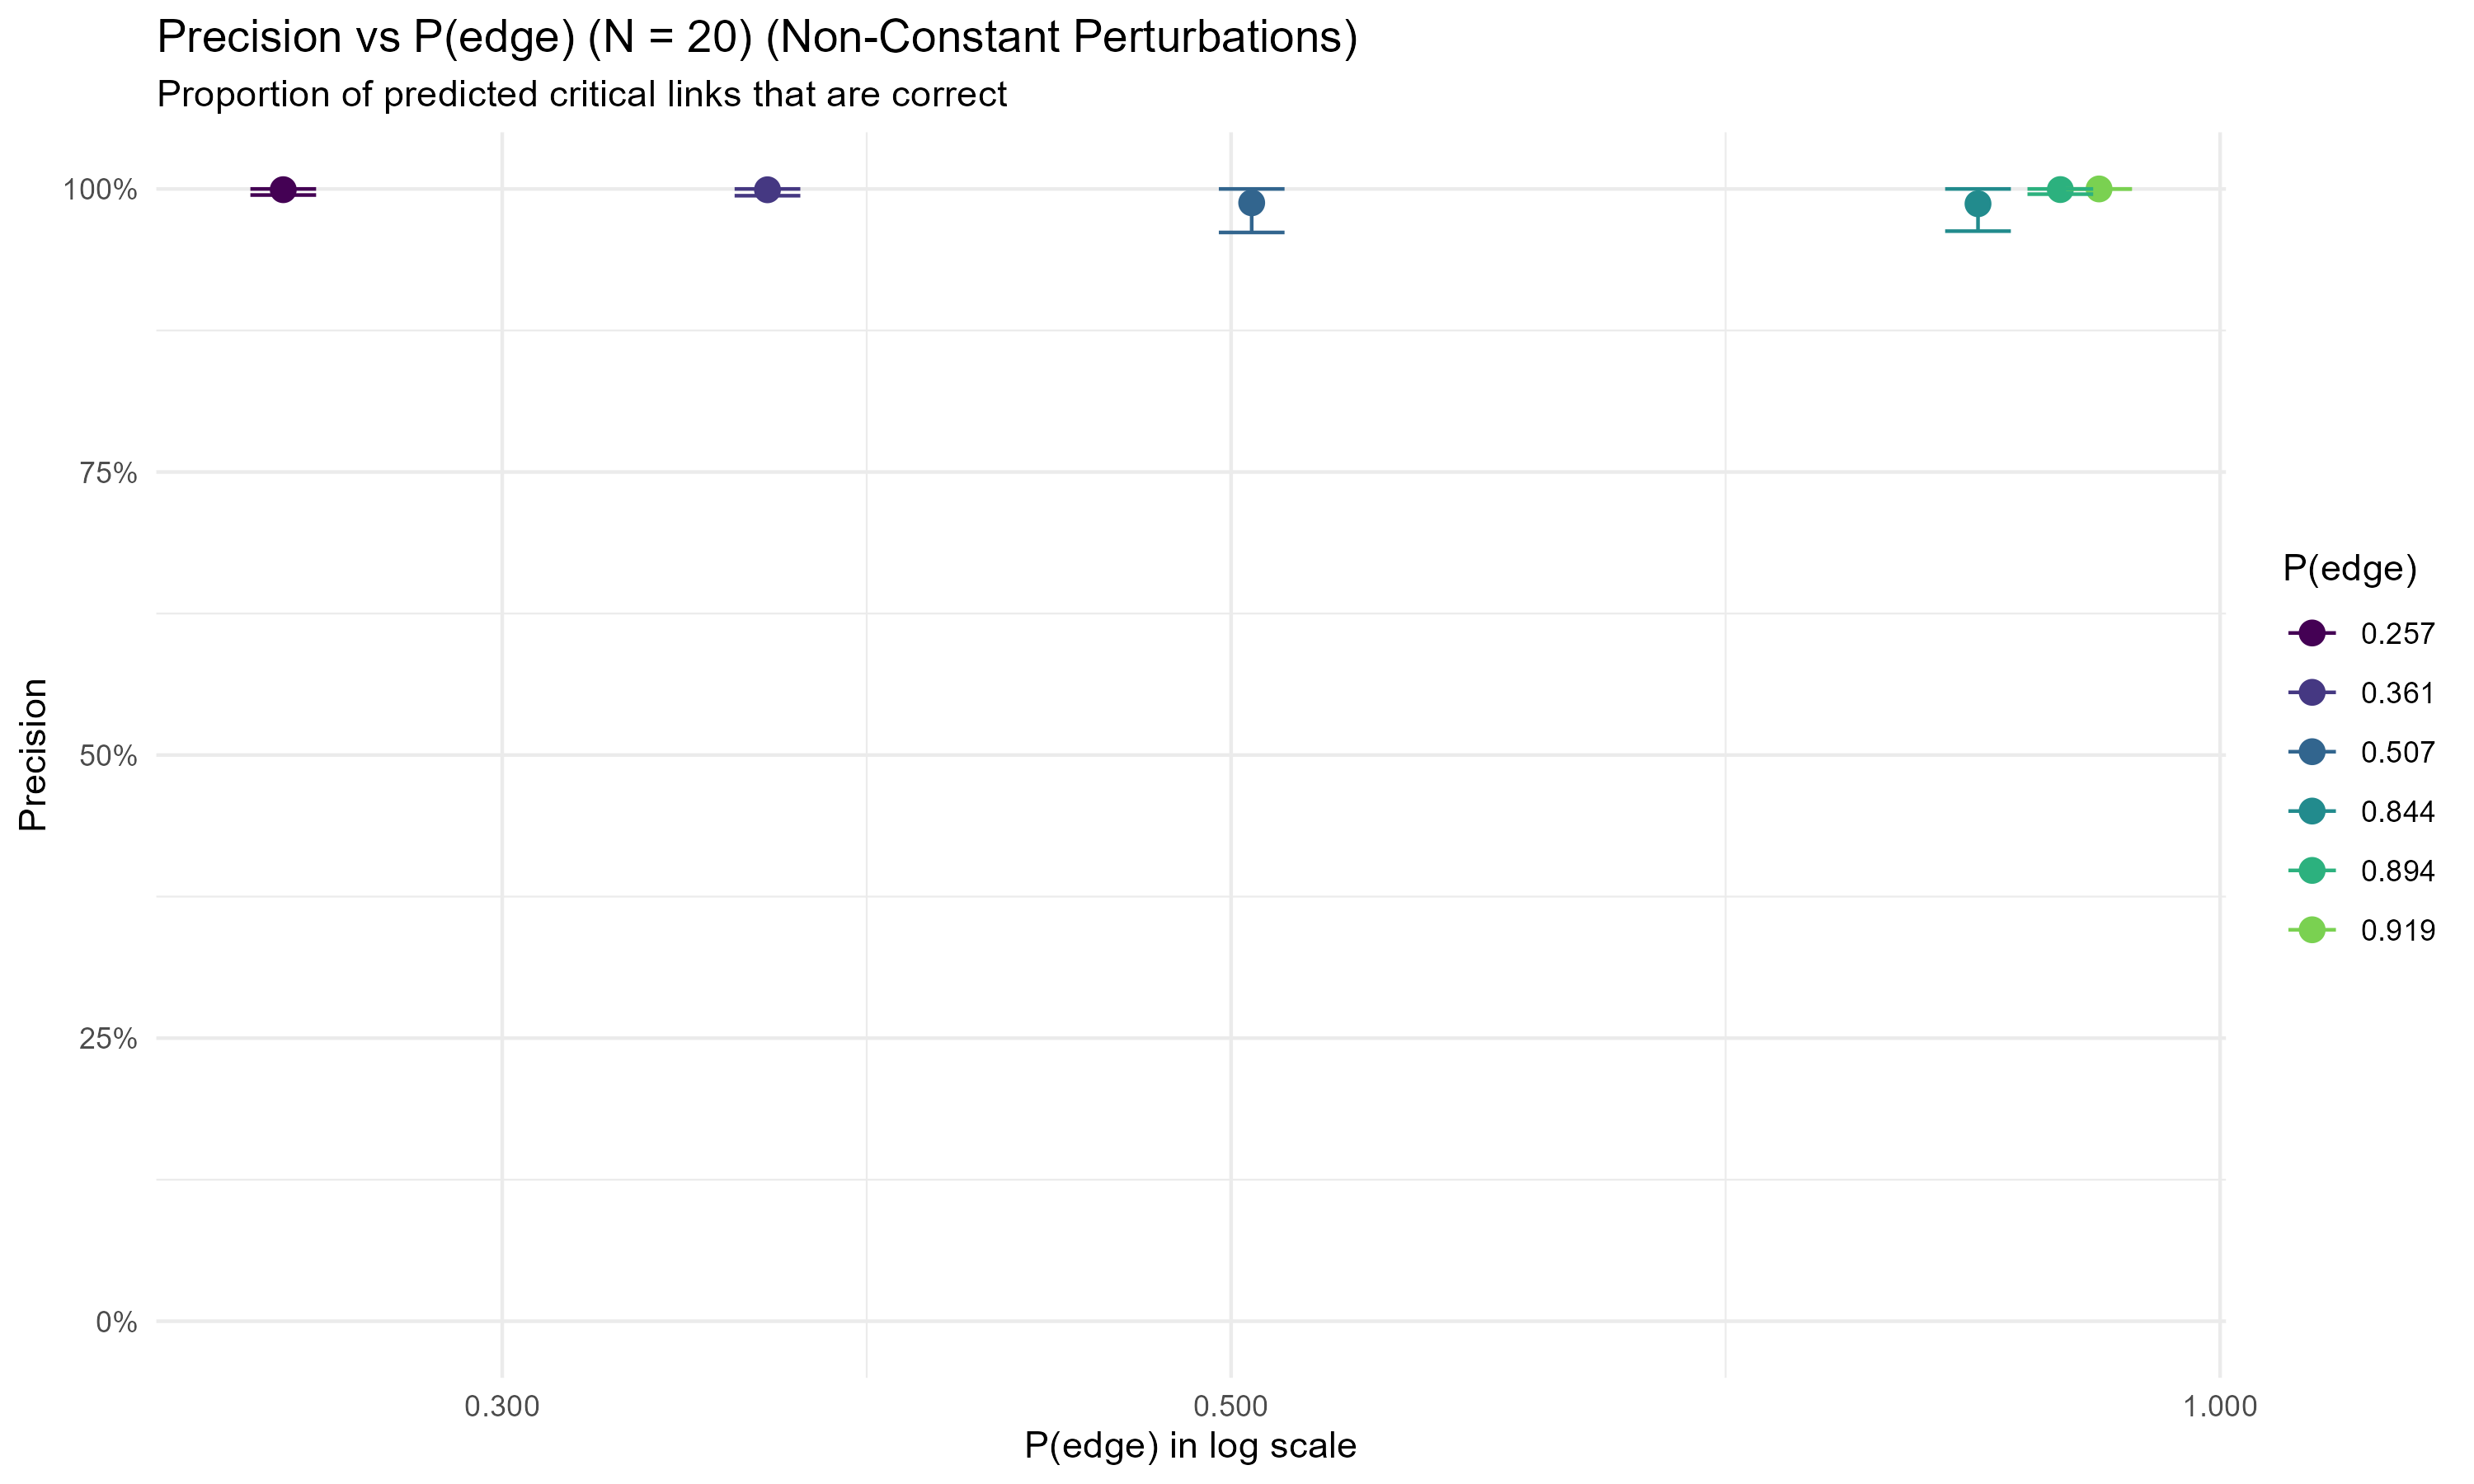 Precision vs P(edge) (N = 20) (Non-Constant Perturbations)
Proportion of predicted critical links that are correct
100%
75%
50%
25%
0%
Precision
0.300
0.500
1.000
P(edge) in log scale
P(edge)
0.257
0.361
0.507
0.844
0.894
0.919